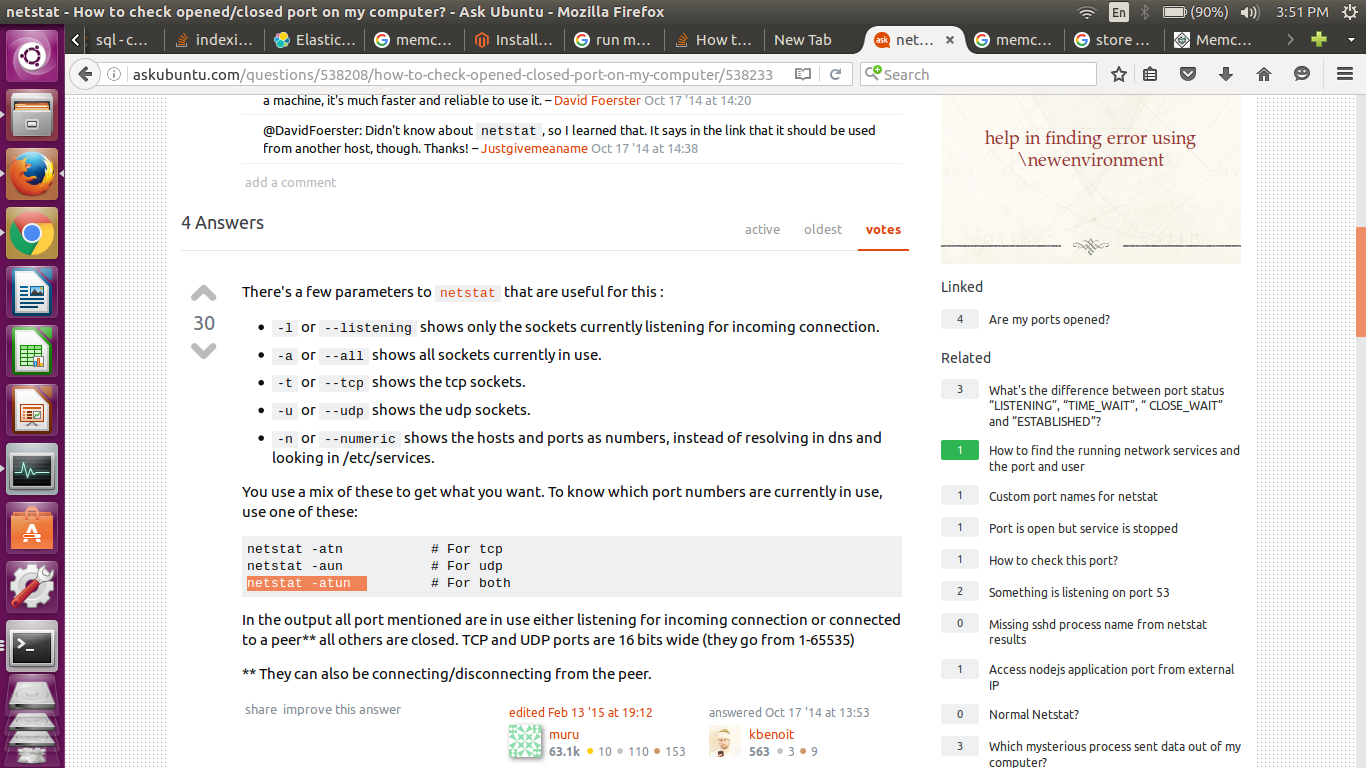 netstat - How to check opened/closed port on my computer? - Ask Ubuntu - Mozilla Firefox
En
(90%)
3:51 PM
sql - c...
indexi...
Elastic...
memc...
Install...
run m...
How t...
New Tab
ask
net...
memc...
store ...
Memc...
askubuntu.com/questions/538208/how-to-check-opened-closed-port-on-my-computer/538233
Search
a machine, it's much faster and reliable to use it. – David Foerster Oct 17 '14 at 14:20
@DavidFoerster: Didn't know about netstat, so I learned that. It says in the link that it should be used
from another host, though. Thanks! – Justgivemeaname Oct 17 '14 at 14:38
add a comment
4 Answers
active
oldest
votes
30
There's a few parameters to netstat that are useful for this :
-l or --listening shows only the sockets currently listening for incoming connection.
-a or --all shows all sockets currently in use.
-t or --tcp shows the tcp sockets.
-u or --udp shows the udp sockets.
-n or --numeric shows the hosts and ports as numbers, instead of resolving in dns and
looking in /etc/services.
You use a mix of these to get what you want. To know which port numbers are currently in use,
use one of these:
netstat -atn # For tcp
netstat -aun # For udp
netstat -atun # For both
In the output all port mentioned are in use either listening for incoming connection or connected
to a peer** all others are closed. TCP and UDP ports are 16 bits wide (they go from 1-65535)
** They can also be connecting/disconnecting from the peer.
share improve this answer
edited Feb 13 '15 at 19:12
muru
63.1k 10 110 153
answered Oct 17 '14 at 13:53
kbenoit
563 3 9
help in finding error using
\newenvironment
Linked
4 Are my ports opened?
Related
3 What's the difference between port status
“LISTENING”, “TIME_WAIT”, “ CLOSE_WAIT”
and “ESTABLISHED”?
1 How to find the running network services and
the port and user
1 Custom port names for netstat
1 Port is open but service is stopped
1 How to check this port?
2 Something is listening on port 53
0 Missing sshd process name from netstat
results
1 Access nodejs application port from external
IP
0 Normal Netstat?
3 Which mysterious process sent data out of my
computer?